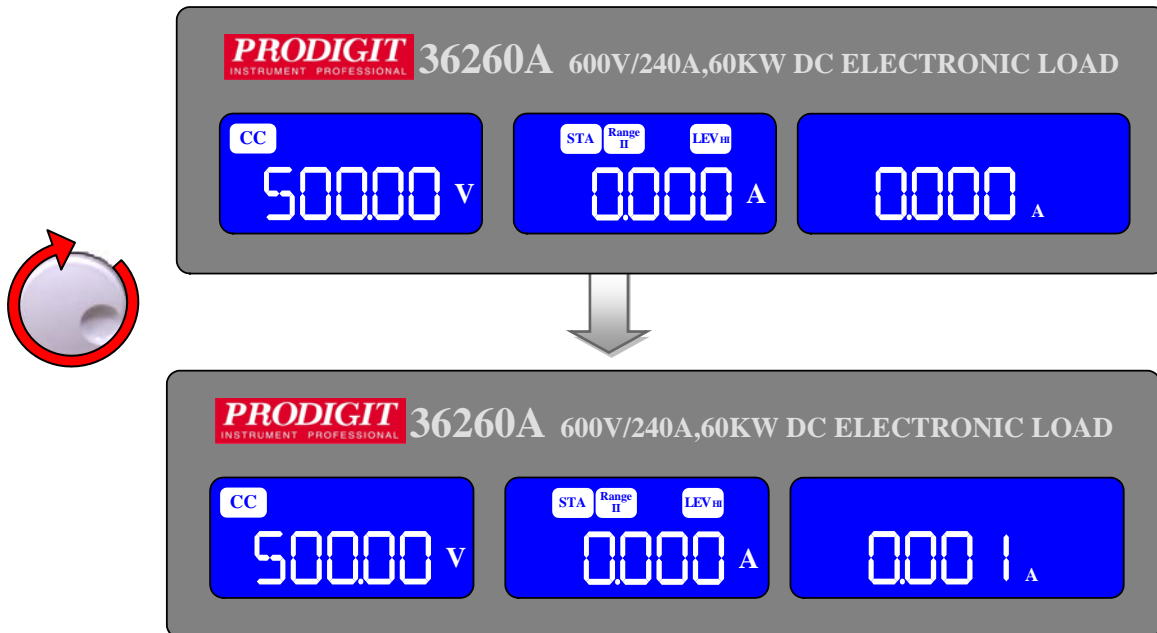 PRODIGIT 36260A 600V/240A,60KW DC ELECTRONIC LOAD
INSTRUMENT PROFESSIONAL
CC STA Range II LEV HI
500.00 V 0.000 A 0.000 A
PRODIGIT 36260A 600V/240A,60KW DC ELECTRONIC LOAD
INSTRUMENT PROFESSIONAL
CC STA Range II LEV HI
500.00 V 0.000 A 0.001 A